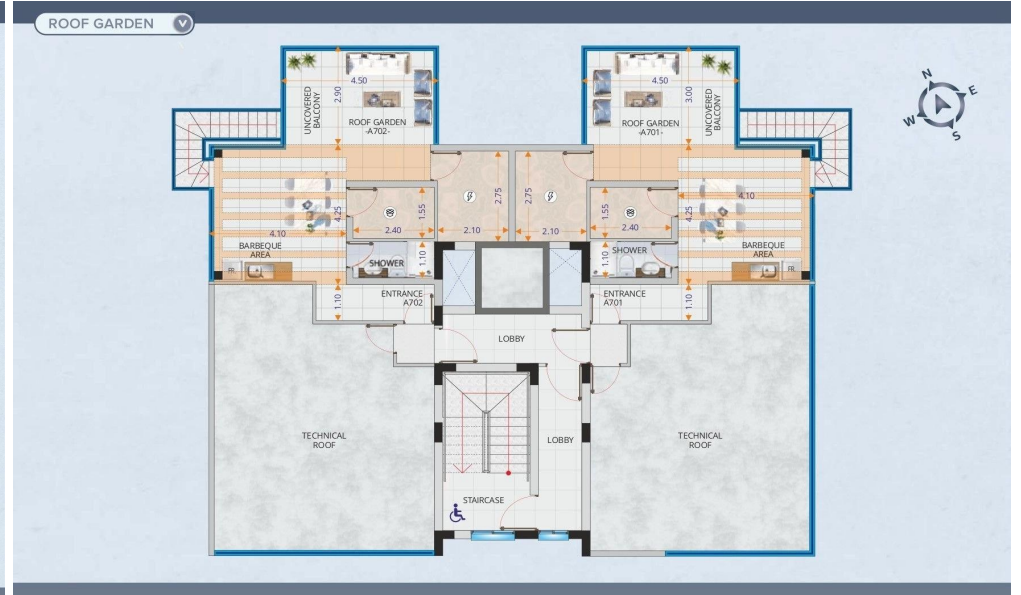 ROOF GARDEN V
N
E
W
S
4.50
2.90
UNCOVERED
BALCONY
ROOF GARDEN
-A702-
4.50
3.00
UNCOVERED
BALCONY
ROOF GARDEN
-A701-
4.10
4.25
BARBEQUE
AREA
FR
2.40
1.55
2.10
2.75
2.75
2.10
1.55
2.40
4.25
4.10
BARBEQUE
AREA
FR
SHOWER
1.10
1.10
SHOWER
1.10
ENTRANCE
A702
ENTRANCE
A701
1.10
LOBBY
TECHNICAL
ROOF
LOBBY
TECHNICAL
ROOF
STAIRCASE